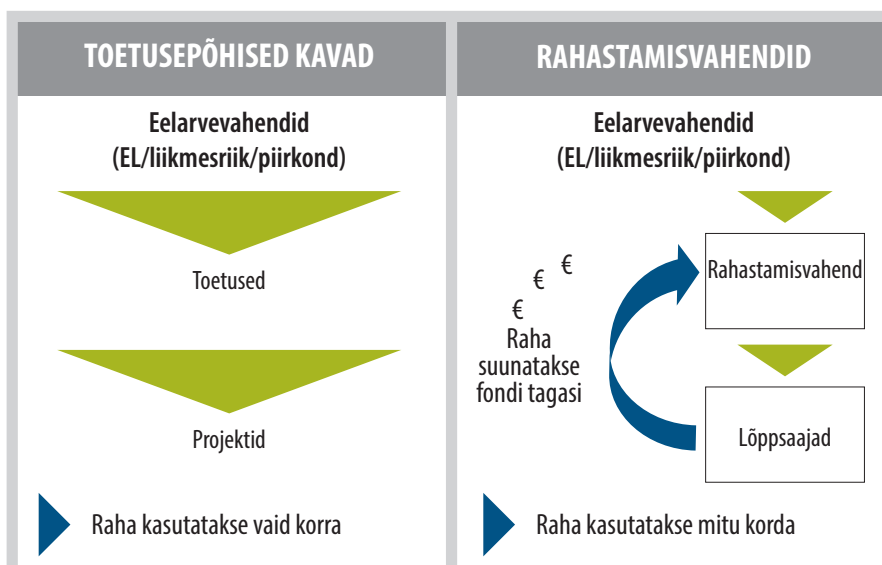 TOETUSEPÕHISED KAVAD
Eelarvevahendid
(EL/liikmesriik/piirkond)
Toetused
Projektid
Raha kasutatakse vaid korra
RAHASTAMISVAHENDID
Eelarvevahendid
(EL/liikmesriik/piirkond)
Rahastamisvahend
€
€
€
Raha
suunatakse
fondi tagasi
Lõppsaajad
Raha kasutatakse mitu korda